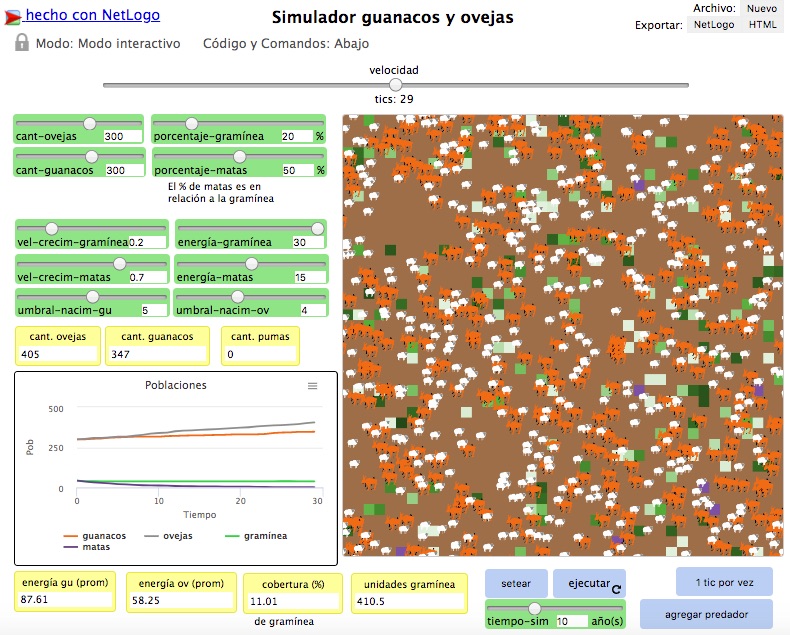 hecho con NetLogo
Simulador guanacos y ovejas
Archivo: Nuevo
Exportar: NetLogo HTML
Modo: Modo interactivo Código y Comandos: Abajo
velocidad
tics: 29
cant-ovejas 300
porcentaje-gramínea 20 %
cant-guanacos 300
porcentaje-matas 50 %
El % de matas es en
relación a la gramínea
vel-crecim-gramínea 0.2
energía-gramínea 30
vel-crecim-matas 0.7
energía-matas 15
umbral-nacim-gu 5
umbral-nacim-ov 4
cant. ovejas
405
cant. guanacos
347
cant. pumas
0
Poblaciones
500
250
0
Pob
0 10 20 30
Tiempo
guanacos ovejas gramínea
matas
energía gu (prom)
87.61
energía ov (prom)
58.25
cobertura (%)
11.01
de gramínea
unidades gramínea
410.5
setear
ejecutar
1 tic por vez
tiempo-sim 10 año(s)
agregar predador